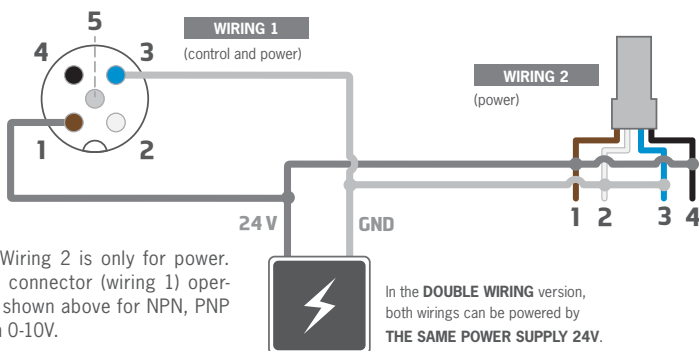 5
WIRING 1
4
3
(control and power)
WIRING 2
(power)
1
2
24 V
GND
1 2 3 4
Wiring 2 is only for power.
connector (wiring 1) oper-
shown above for NPN, PNP
0-10V.
In the DOUBLE WIRING version,
both wirings can be powered by
THE SAME POWER SUPPLY 24V.